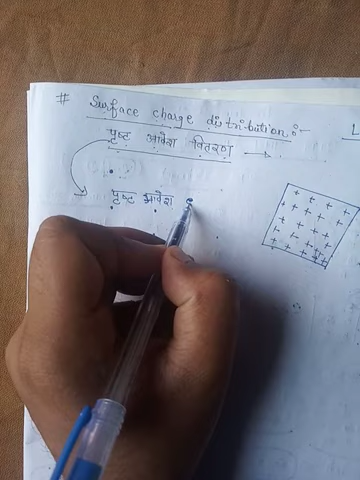 # Surface charge distribution :-
पृष्ट आवेश वितरण →
पृष्ट आवेश